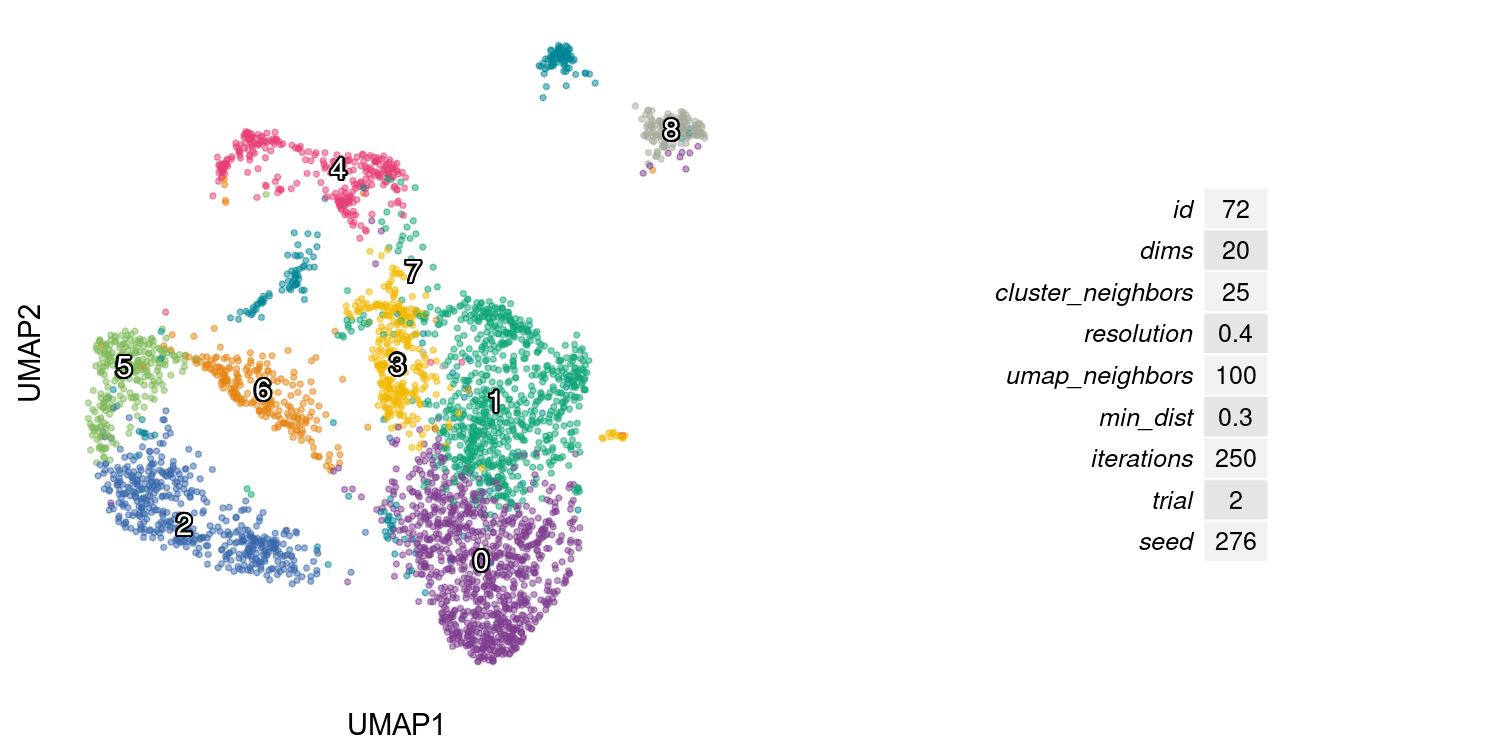 8
4
7
3
5
6
1
2
0
UMAP2
UMAP1
id 72
dims 20
cluster_neighbors 25
resolution 0.4
umap_neighbors 100
min_dist 0.3
iterations 250
trial 2
seed 276